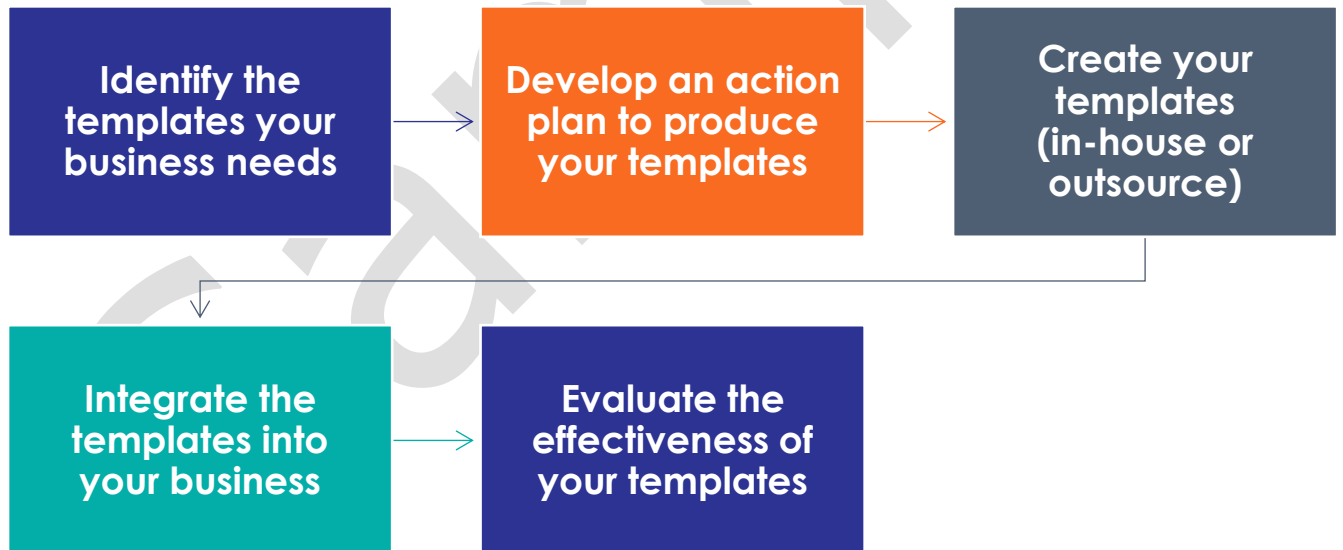 Identify the
templates your
business needs
Develop an action
plan to produce
your templates
Create your
templates
(in-house or
outsource)
Integrate the
templates into
your business
Evaluate the
effectiveness of
your templates